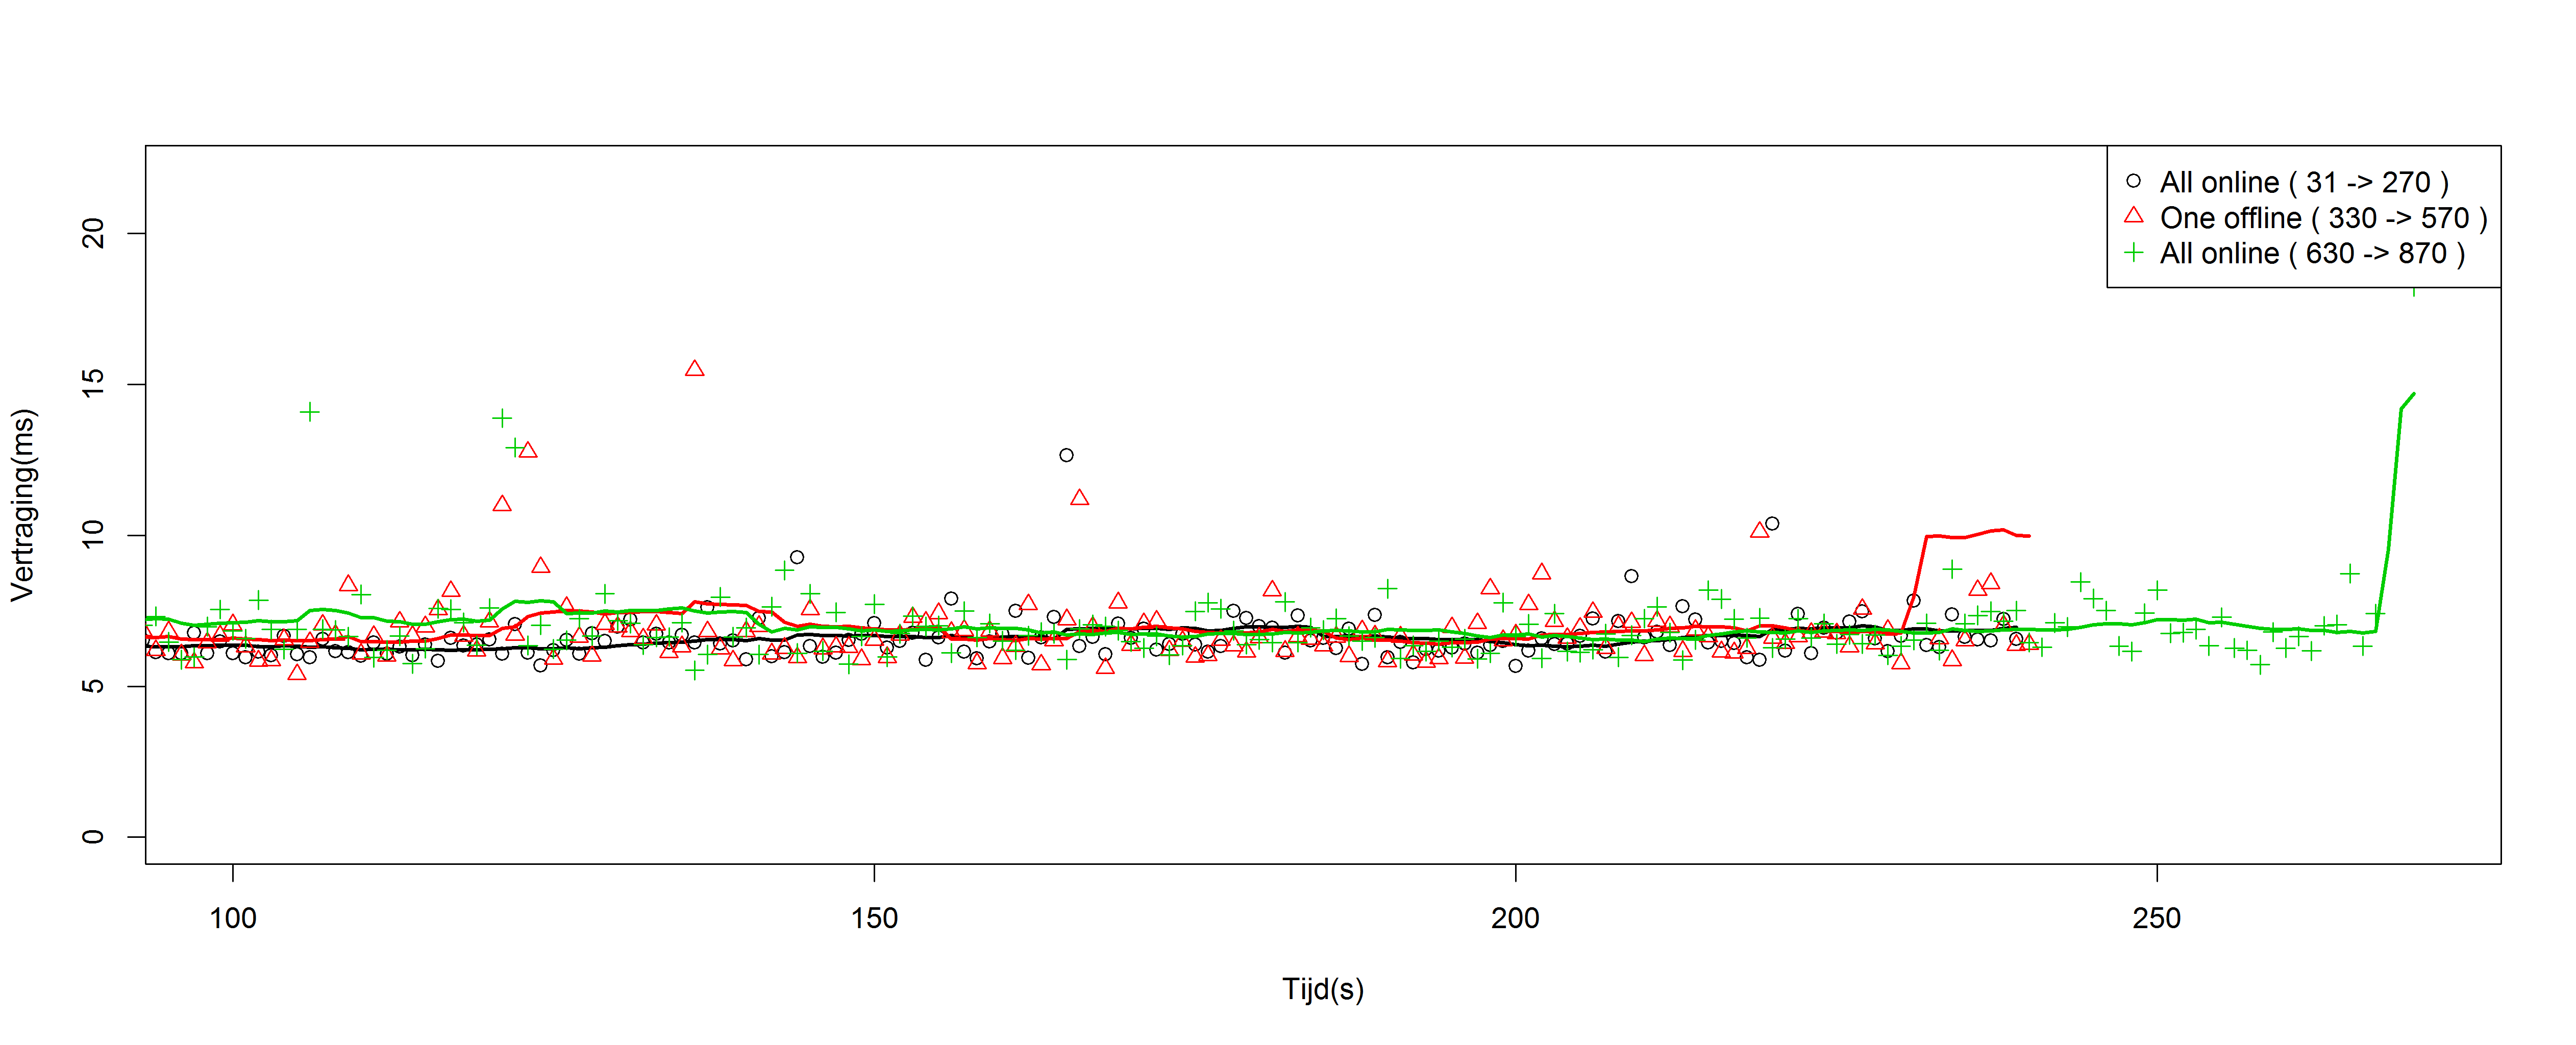 All online ( 31 -> 270 )
One offline ( 330 -> 570 )
All online ( 630 -> 870 )
Vertraging(ms)
20
15
10
5
0
100
150
200
250
Tijd(s)